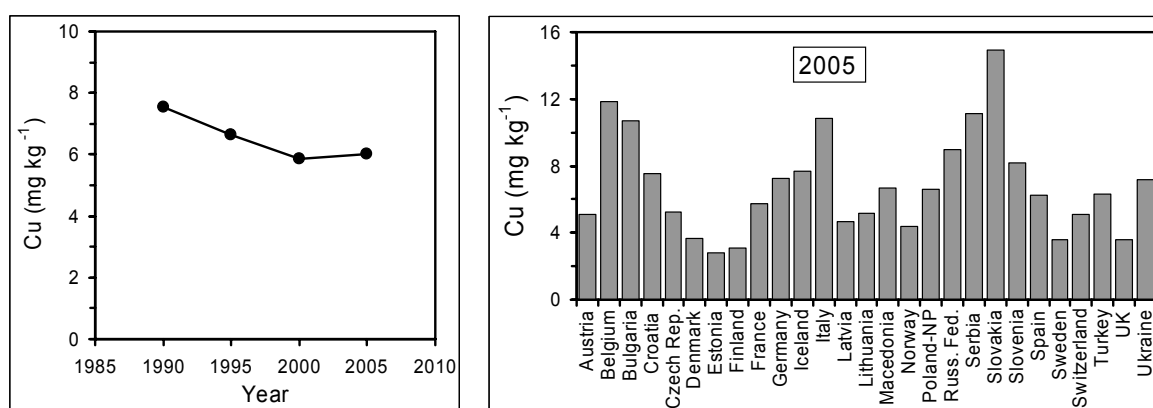 10
8
6
4
2
0
Cu (mg kg-1)
1985 1990 1995 2000 2005 2010
Year
16
12
8
4
0
Cu (mg kg-1)
2005
Austria
Belgium
Bulgaria
Croatia
Czech Rep.
Denmark
Estonia
Finland
France
Germany
Iceland
Italy
Latvia
Lithuania
Macedonia
Norway
Poland-NP
Russ. Fed.
Serbia
Slovakia
Slovenia
Spain
Sweden
Switzerland
Turkey
UK
Ukraine